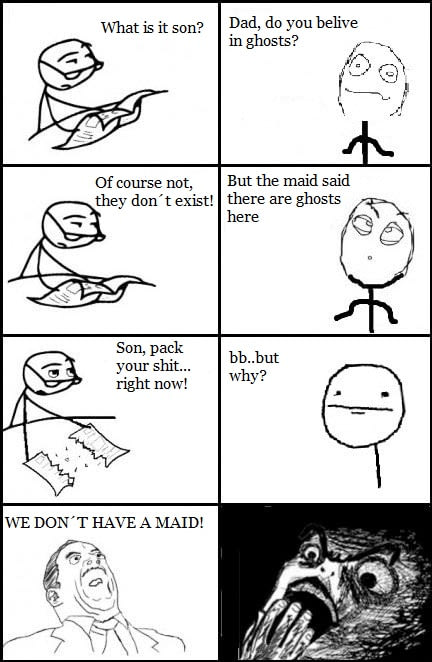 What is it son?
Dad, do you belive
in ghosts?
Of course not,
they don´t exist!
But the maid said
there are ghosts
here
Son, pack
your shit...
right now!
bb..but
why?
WE DON´T HAVE A MAID!